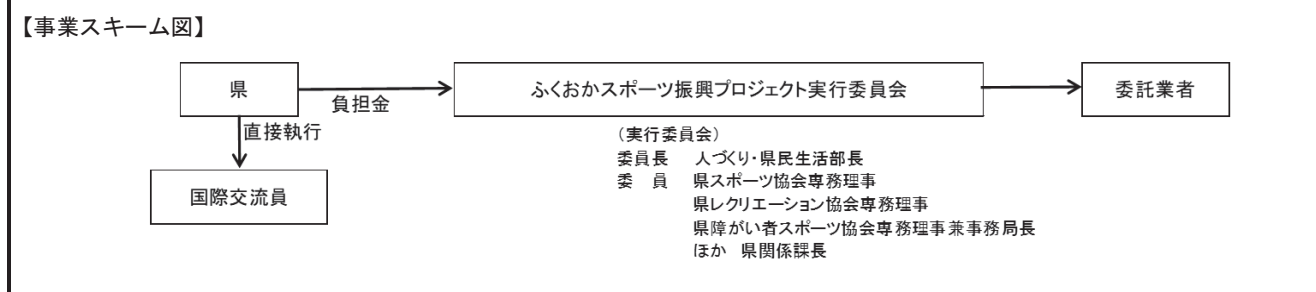 【事業スキーム図】
県
負担金
ふくおかスポーツ振興プロジェクト実行委員会
委託業者
直接執行
国際交流員
（実行委員会）
委員長　人づくり・県民生活部長
委　員　県スポーツ協会専務理事
県レクリエーション協会専務理事
県障がい者スポーツ協会専務理事兼事務局長
ほか　県関係課長